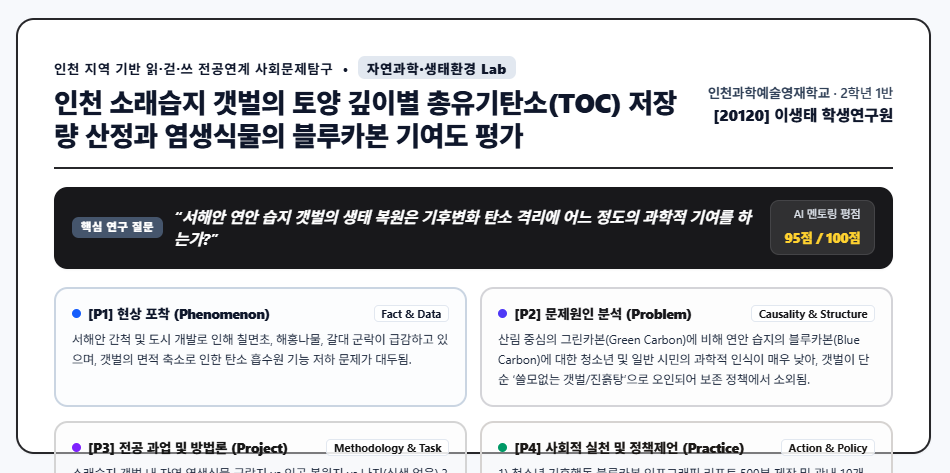 인천 지역 기반 읽·걷·쓰 전공연계 사회문제탐구 • 자연과학·생태환경 Lab
인천 소래습지 갯벌의 토양 깊이별 총유기탄소(TOC) 저장
량 산정과 염생식물의 블루카본 기여도 평가
인천과학예술영재학교 · 2학년 1반
[20120] 이생태 학생연구원
핵심 연구 질문
“서해안 연안 습지 갯벌의 생태 복원은 기후변화 탄소 격리에 어느 정도의 과학적 기여를 하
는가?”
AI 멘토링 평점
95점 / 100점
[P1] 현상 포착 (Phenomenon)
Fact & Data
서해안 간척 및 도시 개발로 인해 칠면초, 해홍나물, 갈대 군락이 급감하고 있
으며, 갯벌의 면적 축소로 인한 탄소 흡수원 기능 저하 문제가 대두됨.
[P2] 문제원인 분석 (Problem)
Causality & Structure
산림 중심의 그린카본(Green Carbon)에 비해 연안 습지의 블루카본(Blue
Carbon)에 대한 청소년 및 일반 시민의 과학적 인식이 매우 낮아, 갯벌이 단
순 ‘쓸모없는 갯벌/진흙탕’으로 오인되어 보존 정책에서 소외됨.
[P3] 전공 과업 및 방법론 (Project)
Methodology & Task
[P4] 사회적 실천 및 정책제언 (Practice)
Action & Policy